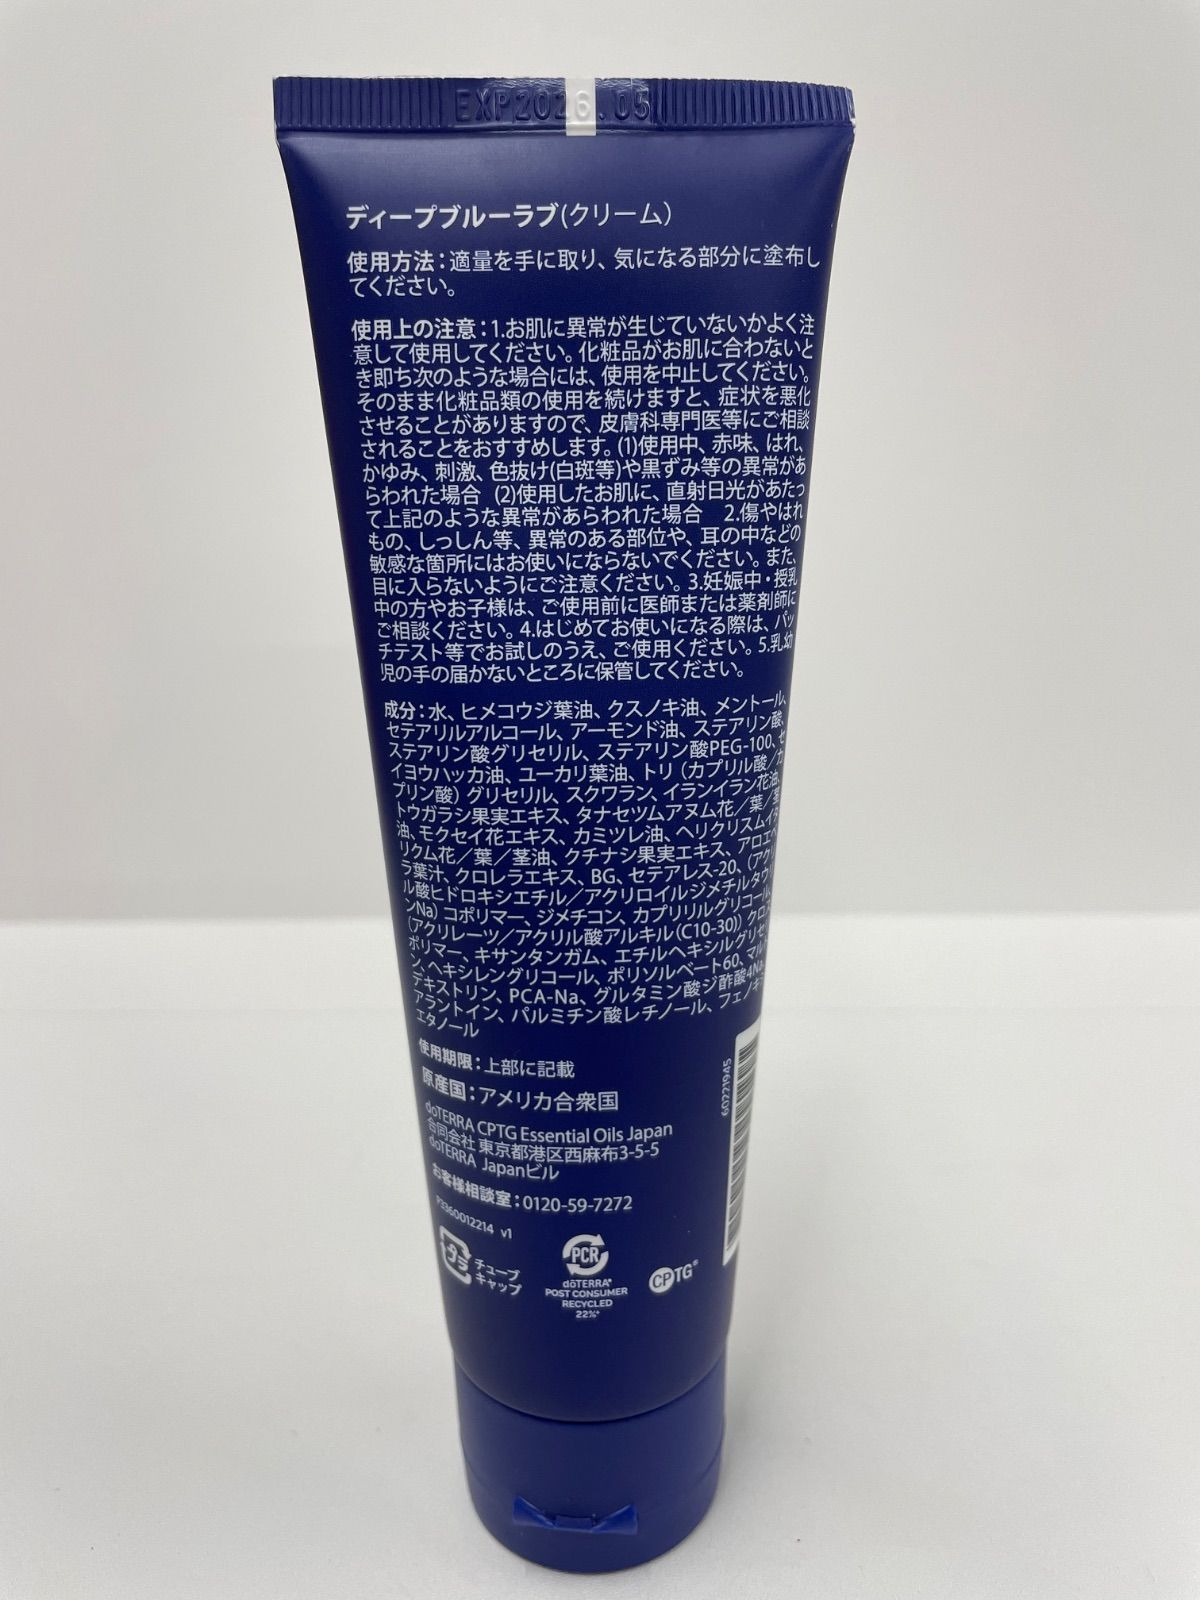 EXP2026.05
ディープブルーラブ(クリーム)
使用方法：適量を手に取り、気になる部分に塗布し
てください。
使用上の注意：1.お肌に異常が生じていないかよく注
意して使用してください。化粧品がお肌に合わないと
き即ち次のような場合には、使用を中止してください。
そのまま化粧品類の使用を続けますと、症状を悪化
させることがありますので、皮膚科専門医等にご相談
されることをおすすめします。(1)使用中、赤味、はれ、
かゆみ、刺激、色抜け(白斑等)や黒ずみ等の異常があ
らわれた場合 (2)使用したお肌に、直射日光があたっ
て上記のような異常があらわれた場合 2.傷やはれ
もの、しっしん等、異常のある部位や、耳の中などの
敏感な箇所にはお使いにならないでください。また、
目に入らないようにご注意ください。3.妊娠中・授乳
中の方やお子様は、ご使用前に医師または薬剤師に
ご相談ください。4.はじめてお使いになる際は、パッ
チテスト等でお試しのうえ、ご使用ください。5.乳幼
児の手の届かないところに保管してください。
成分：水、ヒメコウジ葉油、クスノキ油、メントール、
セテアリルアルコール、アーモンド油、ステアリン酸、
ステアリン酸グリセリル、ステアリン酸PEG-100、セ
イヨウハッカ油、ユーカリ葉油、トリ（カプリル酸／カ
プリン酸）グリセリル、スクワラン、イランイラン花油、
トウガラシ果実エキス、タナセツムアヌム花／葉／茎
油、モクセイ花エキス、カミツレ油、ヘリクリスムイタ
リクム花／葉／茎油、クチナシ果実エキス、アロエベ
ラ葉汁、クロレラエキス、BG、セテアレス-20、（アクリ
ル酸ヒドロキシエチル／アクリロイルジメチルタウリ
ンNa）コポリマー、ジメチコン、カプリリルグリコール、
（アクリレーツ／アクリル酸アルキル（C10-30））クロス
ポリマー、キサンタンガム、エチルヘキシルグリセリ
ン、ヘキシレングリコール、ポリソルベート60、マルト
デキストリン、PCA-Na、グルタミン酸ジ酢酸4Na、
アラントイン、パルミチン酸レチノール、フェノキシ
エタノール
使用期限：上部に記載
原産国：アメリカ合衆国
doTERRA CPTG Essential Oils Japan
合同会社 東京都港区西麻布3-5-5
doTERRA Japanビル
お客様相談室：0120-59-7272
P3360012214 v1
プラ
チューブ
キャップ
PCR
dōTERRA®
POST CONSUMER
RECYCLED
22%*
CPTG®
60221945